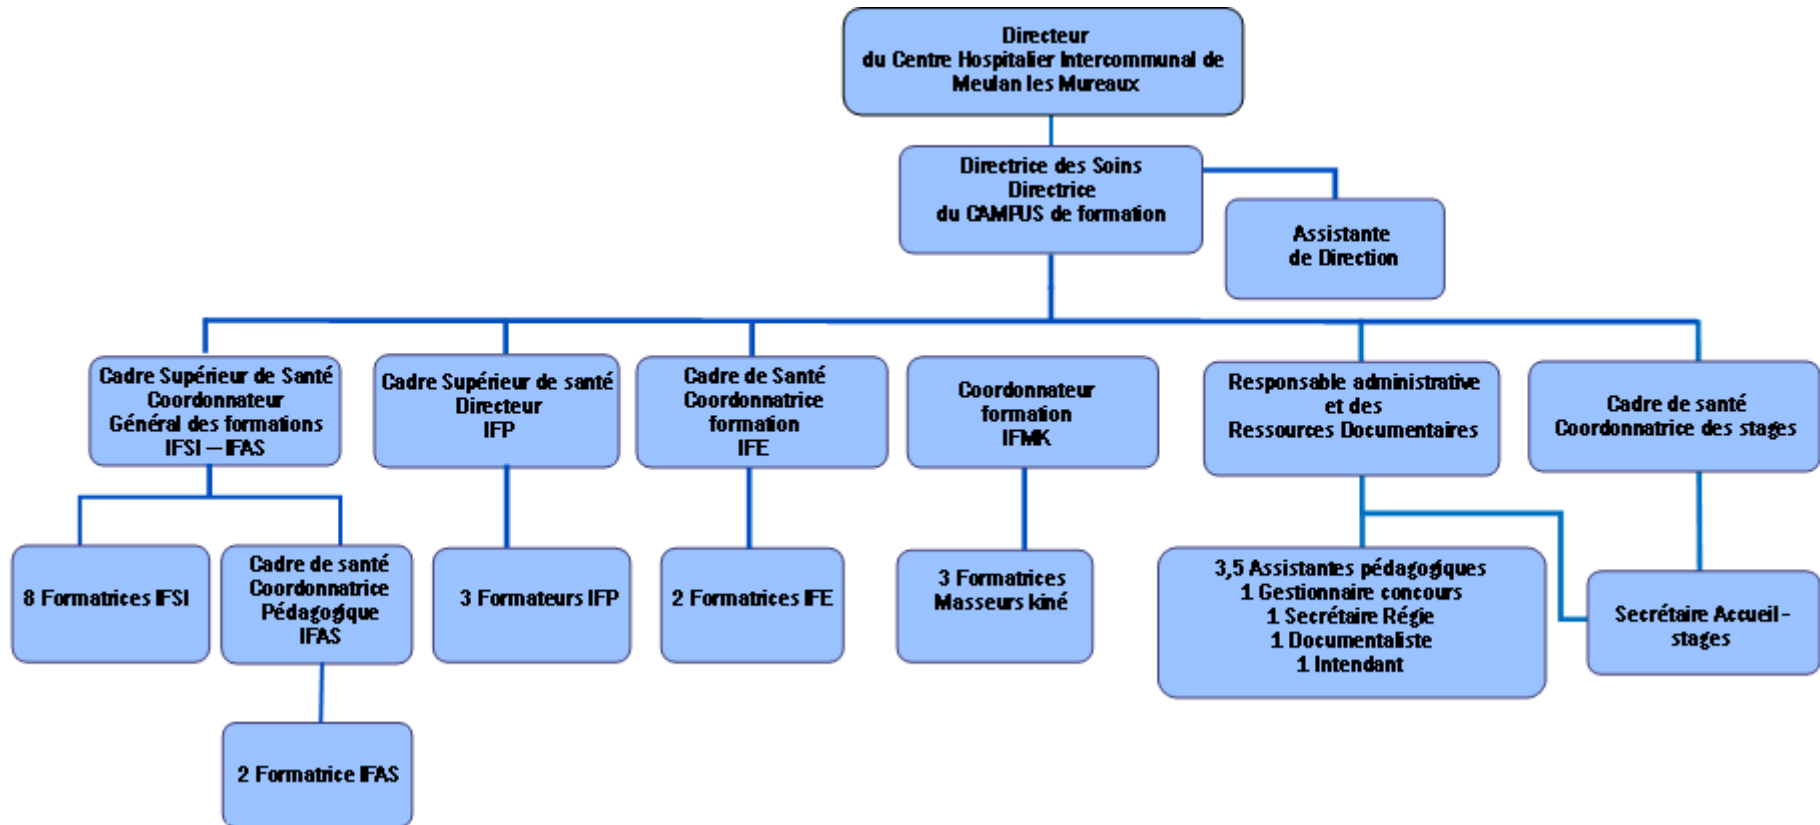 Directeur
du Centre Hospitalier Intercommunal de
Meulan les Mureaux
Directrice des Soins
Directrice
du CAMPUS de formation
Assistante
de Direction
Cadre Supérieur de Santé
Coordonnateur
Général des formations
IFSI – IFAS
Cadre Supérieur de santé
Directeur
IFP
Cadre de Santé
Coordonnatrice
formation
IFE
Coordonnateur
formation
IFMK
Responsable administrative
et des
Ressources Documentaires
Cadre de santé
Coordonnatrice des stages
8 Formatrices IFSI
Cadre de santé
Coordonnatrice
Pédagogique
IFAS
3 Formateurs IFP
2 Formatrices IFE
3 Formatrices
Masseurs kiné
3,5 Assistantes pédagogiques
1 Gestionnaire concours
1 Secrétaire Régie
1 Documentaliste
1 Intendant
Secrétaire Accueil -
stages
2 Formatrice IFAS